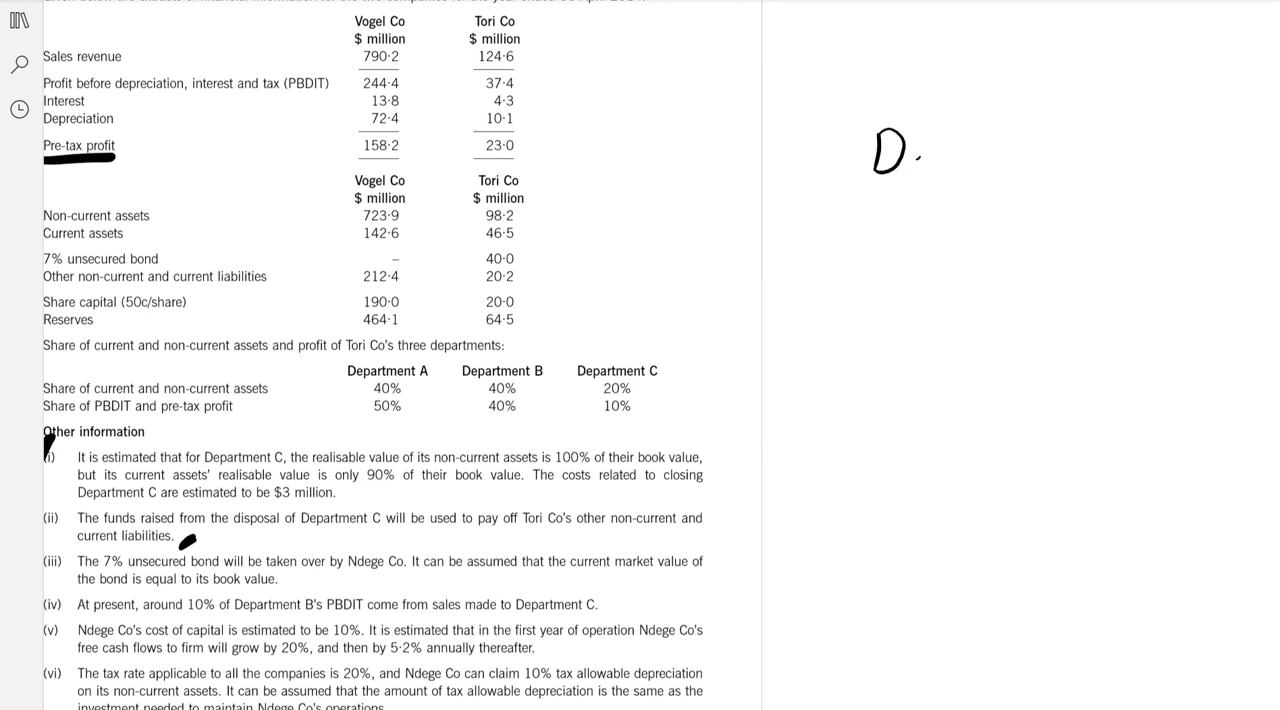 Vogel Co Tori Co
$ million $ million
Sales revenue 790·2 124·6
Profit before depreciation, interest and tax (PBDIT) 244·4 37·4
Interest 13·8 4·3
Depreciation 72·4 10·1
Pre-tax profit 158·2 23·0
Vogel Co Tori Co
$ million $ million
Non-current assets 723·9 98·2
Current assets 142·6 46·5
7% unsecured bond – 40·0
Other non-current and current liabilities 212·4 20·2
Share capital (50c/share) 190·0 20·0
Reserves 464·1 64·5
Share of current and non-current assets and profit of Tori Co's three departments:
Department A Department B Department C
Share of current and non-current assets 40% 40% 20%
Share of PBDIT and pre-tax profit 50% 40% 10%
Other information
(i) It is estimated that for Department C, the realisable value of its non-current assets is 100% of their book value,
but its current assets' realisable value is only 90% of their book value. The costs related to closing
Department C are estimated to be $3 million.
(ii) The funds raised from the disposal of Department C will be used to pay off Tori Co's other non-current and
current liabilities.
(iii) The 7% unsecured bond will be taken over by Ndege Co. It can be assumed that the current market value of
the bond is equal to its book value.
(iv) At present, around 10% of Department B's PBDIT come from sales made to Department C.
(v) Ndege Co's cost of capital is estimated to be 10%. It is estimated that in the first year of operation Ndege Co's
free cash flows to firm will grow by 20%, and then by 5·2% annually thereafter.
(vi) The tax rate applicable to all the companies is 20%, and Ndege Co can claim 10% tax allowable depreciation
on its non-current assets. It can be assumed that the amount of tax allowable depreciation is the same as the
investment needed to maintain Ndege Co's operations.
D.